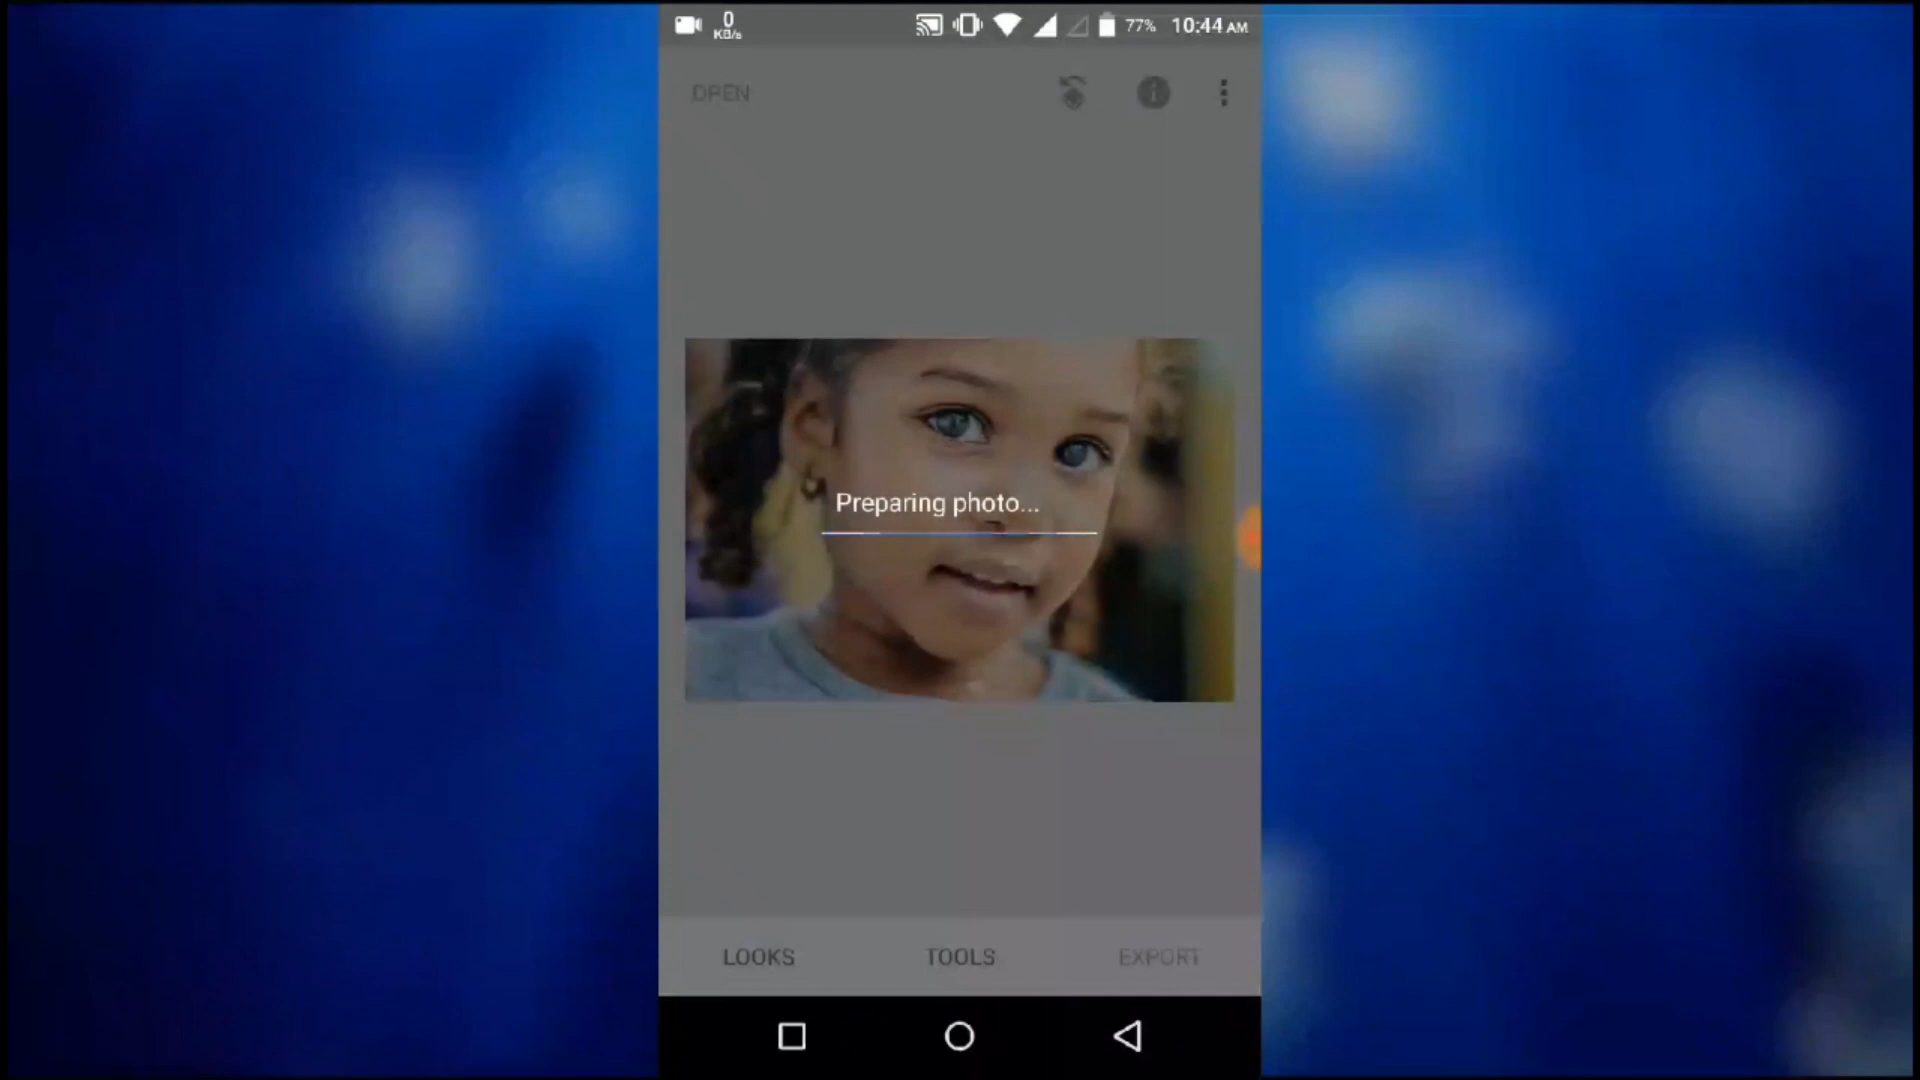 0
KB/s
77%
10:44 AM
OPEN
Preparing photo...
LOOKS
TOOLS
EXPORT